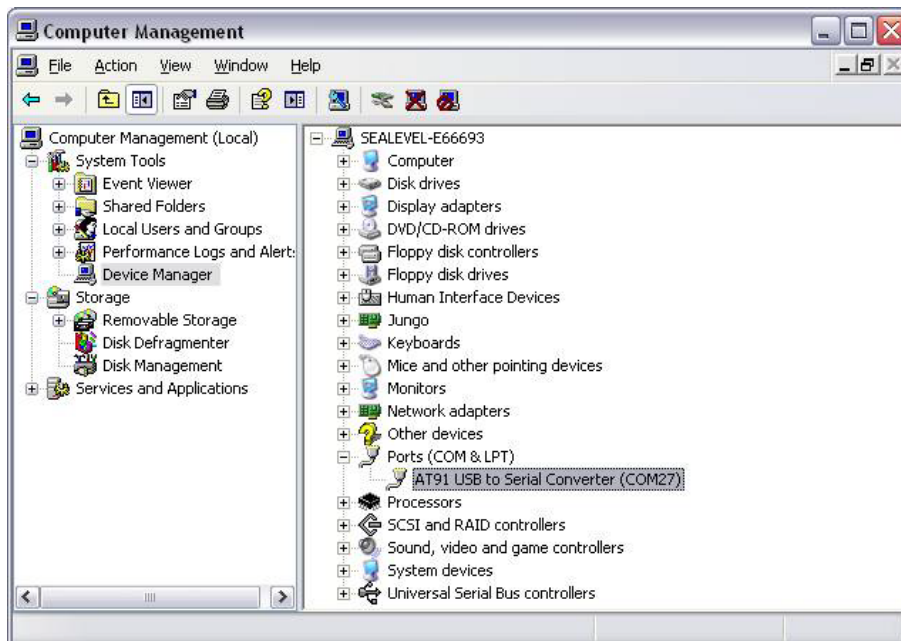 Computer Management
File Action View Window Help
Computer Management (Local)
System Tools
Event Viewer
Shared Folders
Local Users and Groups
Performance Logs and Alert:
Device Manager
Storage
Removable Storage
Disk Defragmenter
Disk Management
Services and Applications
SEALEVEL-E66693
Computer
Disk drives
Display adapters
DVD/CD-ROM drives
Floppy disk controllers
Floppy disk drives
Human Interface Devices
Jungo
Keyboards
Mice and other pointing devices
Monitors
Network adapters
Other devices
Ports (COM & LPT)
AT91 USB to Serial Converter (COM27)
Processors
SCSI and RAID controllers
Sound, video and game controllers
System devices
Universal Serial Bus controllers